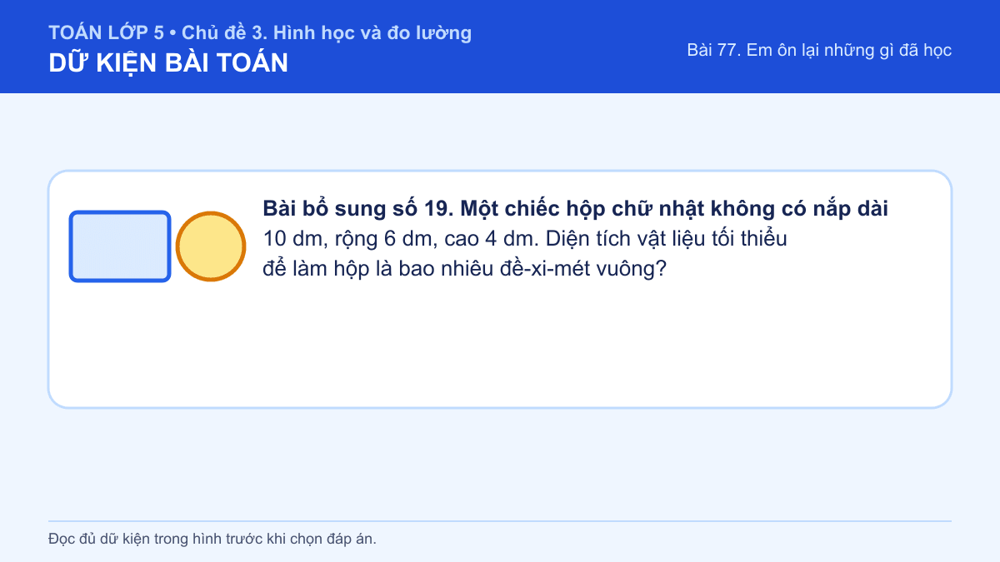 TOÁN LỚP 5 • Chủ đề 3. Hình học và đo lường
DỮ KIỆN BÀI TOÁN
Bài 77. Em ôn lại những gì đã học
Bài bổ sung số 19. Một chiếc hộp chữ nhật không có nắp dài
10 dm, rộng 6 dm, cao 4 dm. Diện tích vật liệu tối thiểu
để làm hộp là bao nhiêu đề-xi-mét vuông?
Đọc đủ dữ kiện trong hình trước khi chọn đáp án.